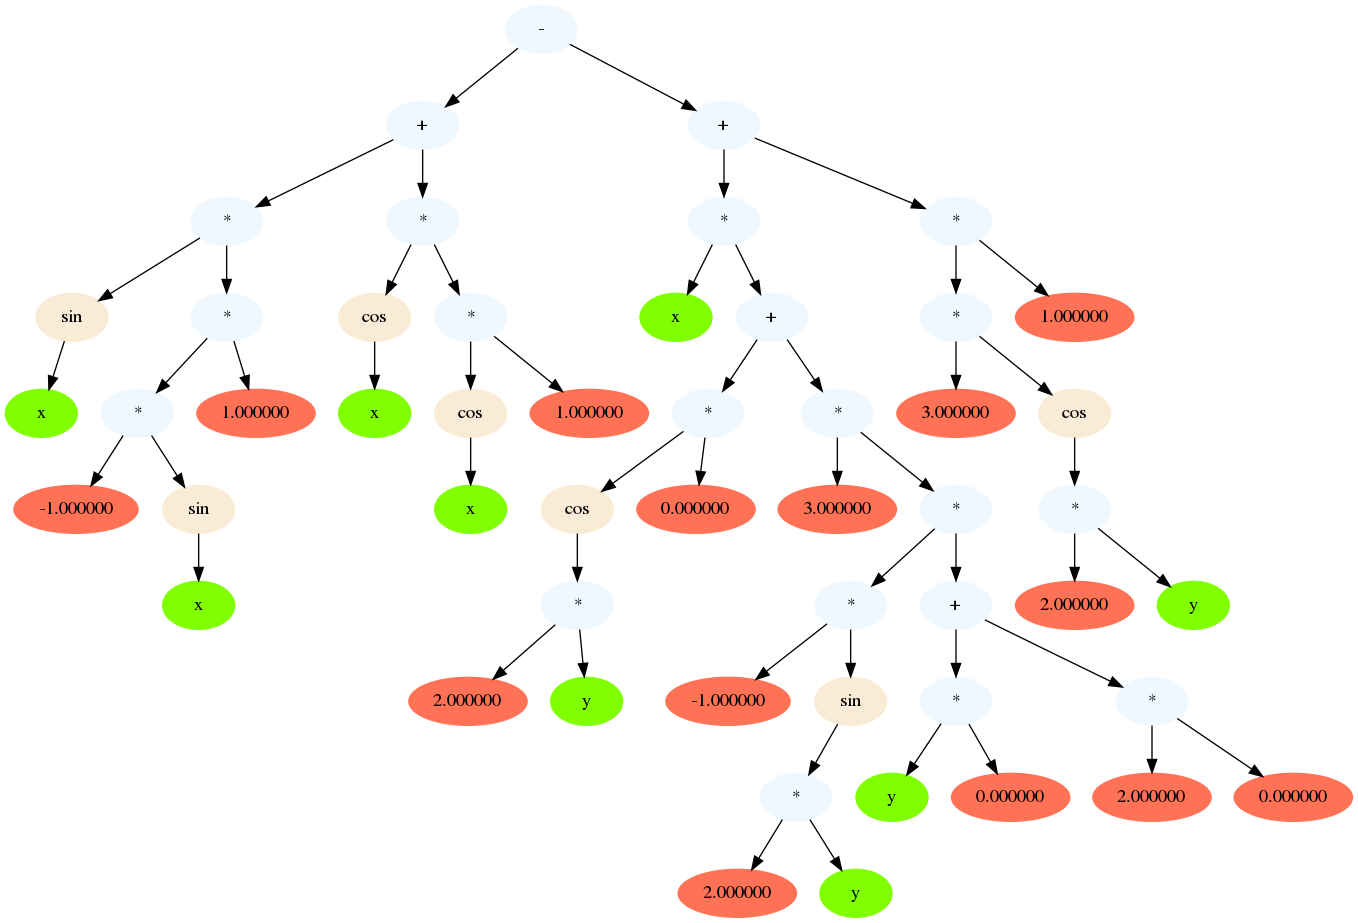 -
+ +
* * * *
sin * cos * x + * 1.000000
x * 1.000000 x cos 1.000000 * * 3.000000 cos
-1.000000 sin x cos 0.000000 3.000000 * *
x * * + 2.000000 y
2.000000 y -1.000000 sin * *
* y 0.000000 2.000000 0.000000
2.000000 y